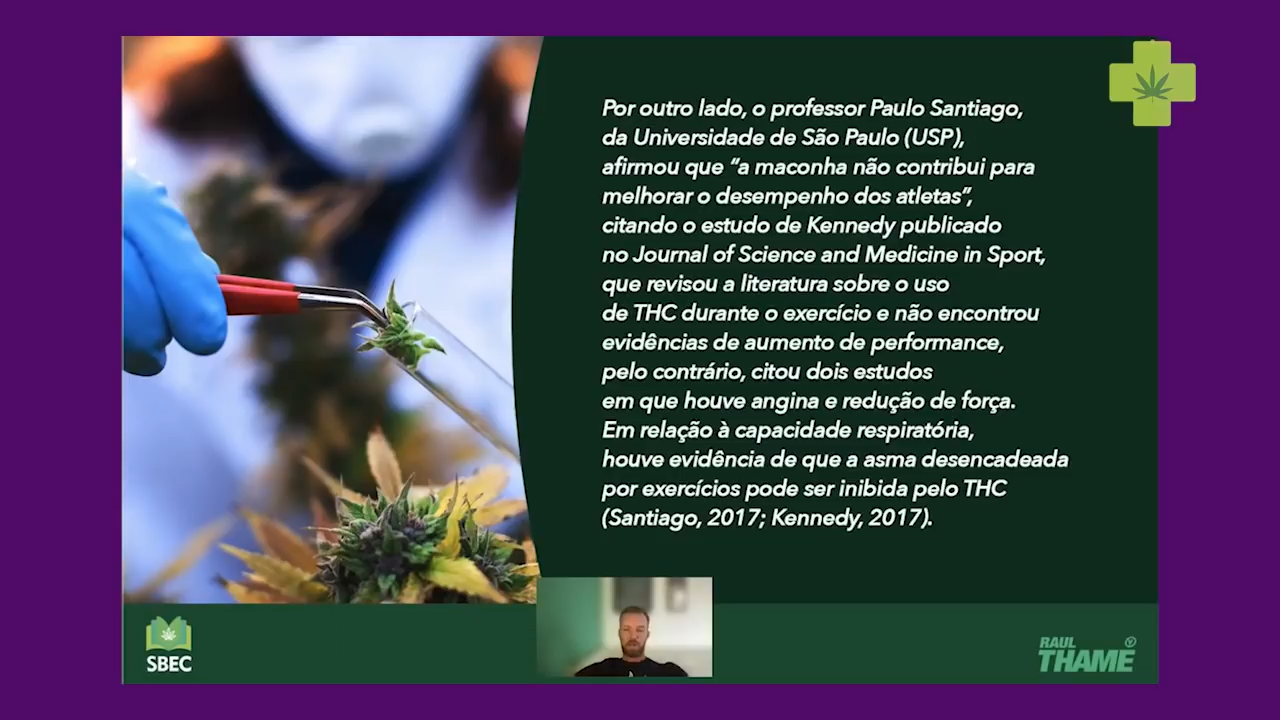 Por outro lado, o professor Paulo Santiago,
da Universidade de São Paulo (USP),
afirmou que “a maconha não contribui para
melhorar o desempenho dos atletas”,
citando o estudo de Kennedy publicado
no Journal of Science and Medicine in Sport,
que revisou a literatura sobre o uso
de THC durante o exercício e não encontrou
evidências de aumento de performance,
pelo contrário, citou dois estudos
em que houve angina e redução de força.
Em relação à capacidade respiratória,
houve evidência de que a asma desencadeada
por exercícios pode ser inibida pelo THC
(Santiago, 2017; Kennedy, 2017).
SBEC
RAUL
THAME